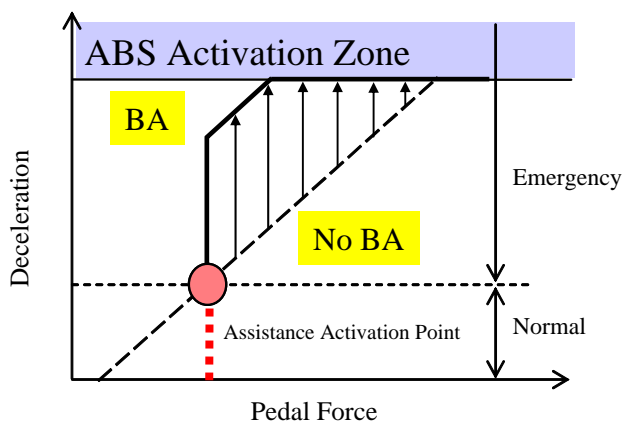 ABS Activation Zone
BA
Emergency
Deceleration
No BA
Assistance Activation Point
Normal
Pedal Force